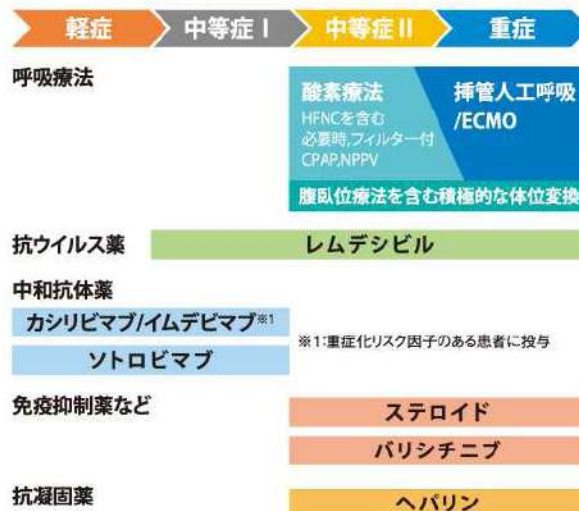 軽症 中等症Ⅰ 中等症Ⅱ 重症
呼吸療法
酸素療法
HFNCを含む
必要時,フィルター付
CPAP,NPPV
挿管人工呼吸
/ECMO
腹臥位療法を含む積極的な体位変換
抗ウイルス薬
レムデシビル
中和抗体薬
カシリビマブ/イムデビマブ※1
ソトロビマブ
※1:重症化リスク因子のある患者に投与
免疫抑制薬など
ステロイド
バリシチニブ
抗凝固薬
ヘパリン